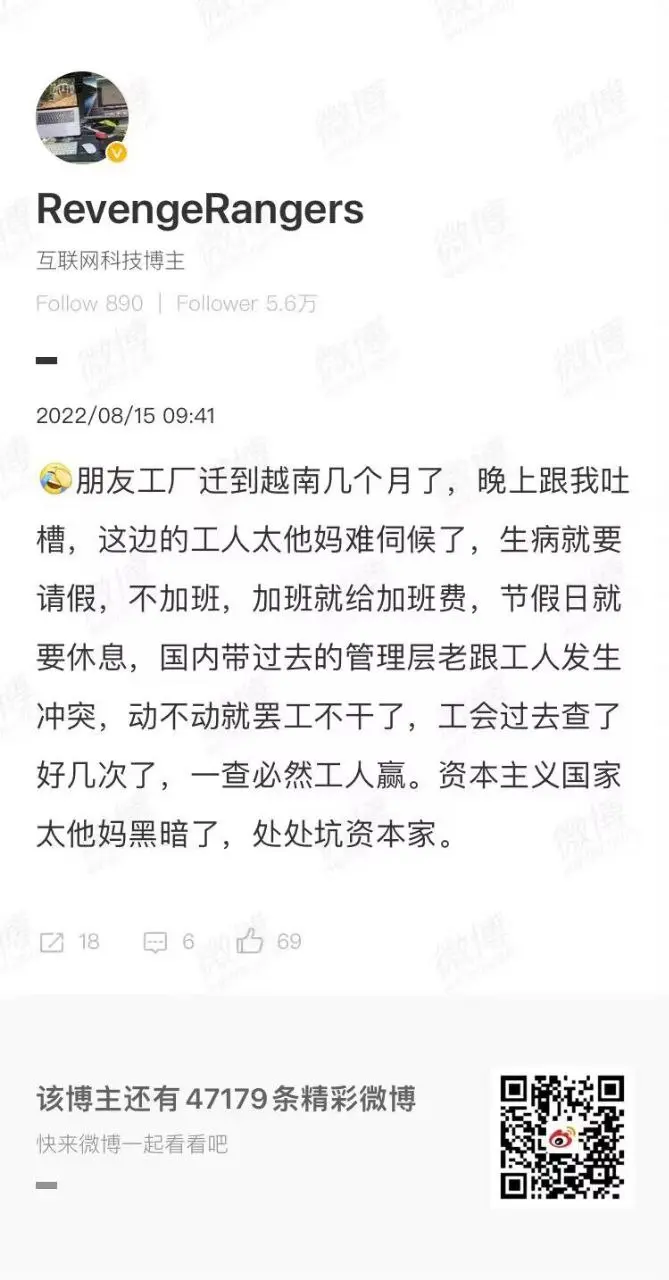 RevengeRangers
互联网科技博主
Follow 890 | Follower 5.6万
2022/08/15 09:41
🤣朋友工厂迁到越南几个月了，晚上跟我吐
槽，这边的工人太他妈难伺候了，生病就要
请假，不加班，加班就给加班费，节假日就
要休息，国内带过去的管理层老跟工人发生
冲突，动不动就罢工不干了，工会过去查了
好几次了，一查必然工人赢。资本主义国家
太他妈黑暗了，处处坑资本家。
18 6 69
该博主还有47179条精彩微博
快来微博一起看看吧
微博